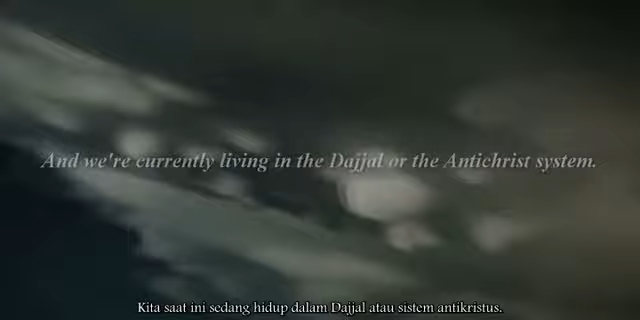 And we're currently living in the Dajjal or the Antichrist system.
Kita saat ini sedang hidup dalam Dajjal atau sistem antikristus.